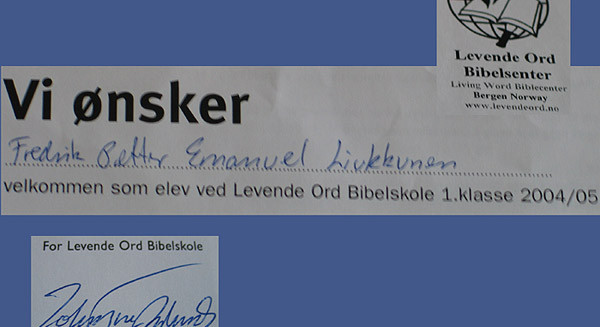 Levende Ord
Bibelsenter
Living Word Biblecenter
Bergen Norway
www.levendeord.no
Vi ønsker
Fredrik Petter Emanuel Liukkunen
velkommen som elev ved Levende Ord Bibelskole 1.klasse 2004/05
For Levende Ord Bibelskole